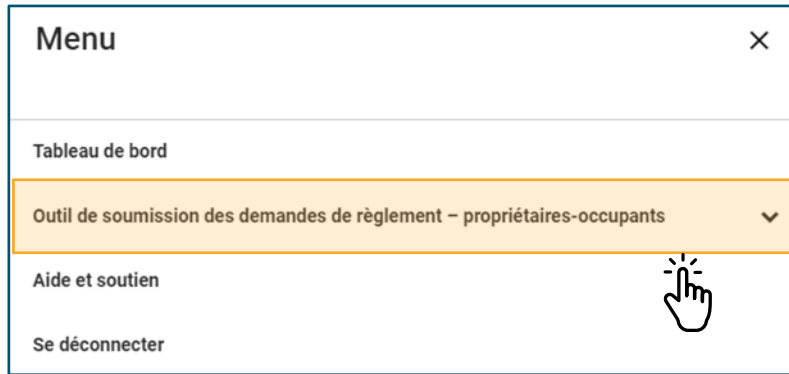 Menu
Tableau de bord
Outil de soumission des demandes de règlement – propriétaires-occupants
Aide et soutien
Se déconnecter